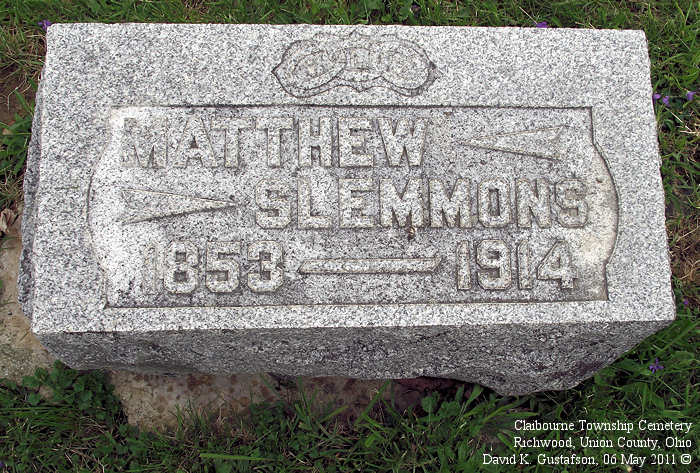 MATTHEW
SLEMMONS
1853 — 1914
Claibourne Township Cemetery
Richwood, Union County, Ohio
David K. Gustafson, 06 May 2011 ©